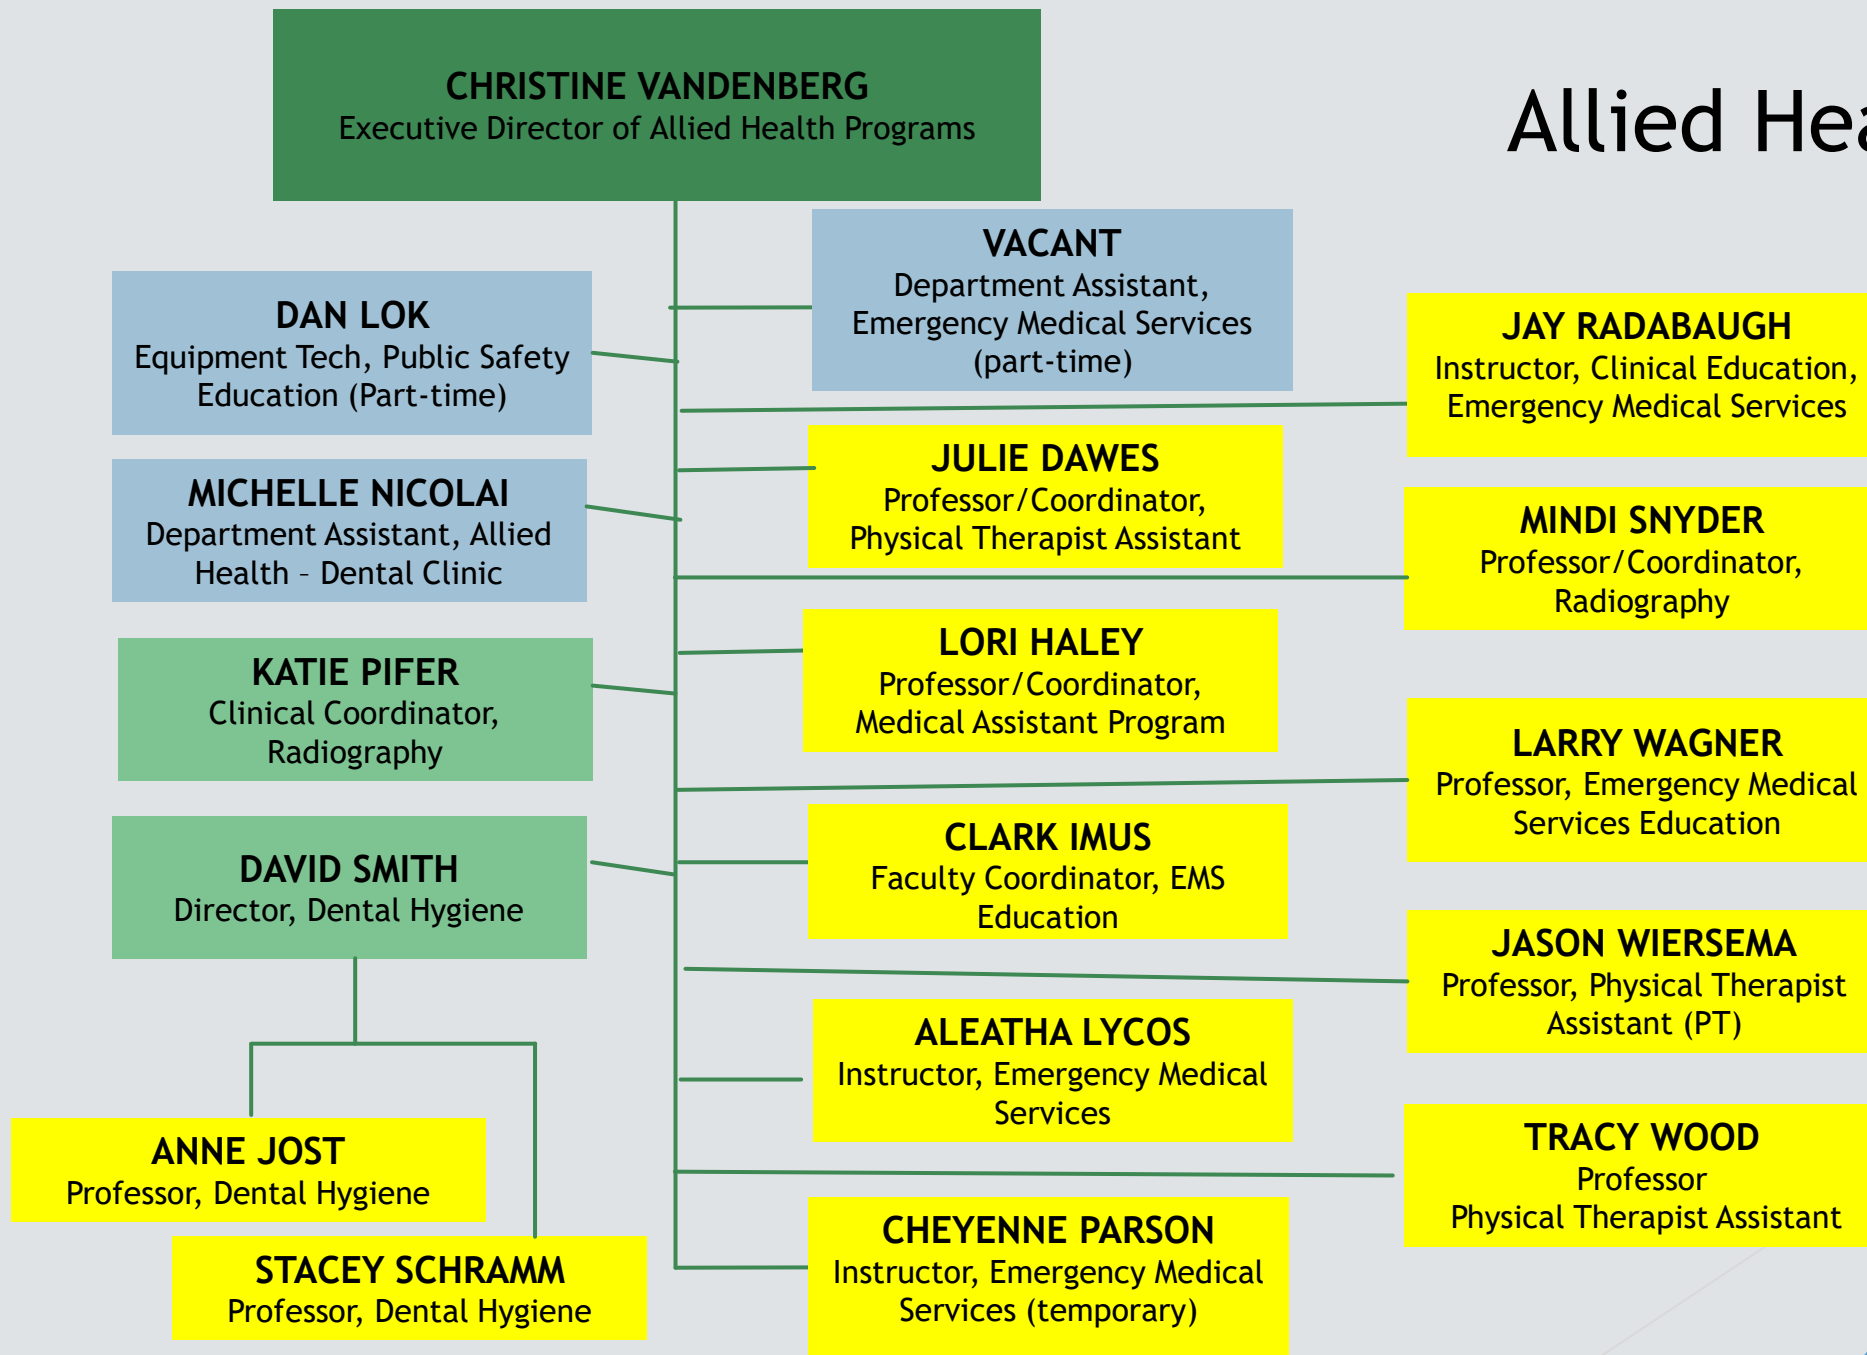 CHRISTINE VANDENBERG
Executive Director of Allied Health Programs
Allied Hea
VACANT
Department Assistant,
Emergency Medical Services
(part-time)
DAN LOK
Equipment Tech, Public Safety
Education (Part-time)
JAY RADABAUGH
Instructor, Clinical Education,
Emergency Medical Services
JULIE DAWES
Professor/Coordinator,
Physical Therapist Assistant
MICHELLE NICOLAI
Department Assistant, Allied
Health – Dental Clinic
MINDI SNYDER
Professor/Coordinator,
Radiography
LORI HALEY
Professor/Coordinator,
Medical Assistant Program
KATIE PIFER
Clinical Coordinator,
Radiography
LARRY WAGNER
Professor, Emergency Medical
Services Education
CLARK IMUS
Faculty Coordinator, EMS
Education
DAVID SMITH
Director, Dental Hygiene
JASON WIERSEMA
Professor, Physical Therapist
Assistant (PT)
ALEATHA LYCOS
Instructor, Emergency Medical
Services
ANNE JOST
Professor, Dental Hygiene
TRACY WOOD
Professor
Physical Therapist Assistant
CHEYENNE PARSON
Instructor, Emergency Medical
Services (temporary)
STACEY SCHRAMM
Professor, Dental Hygiene